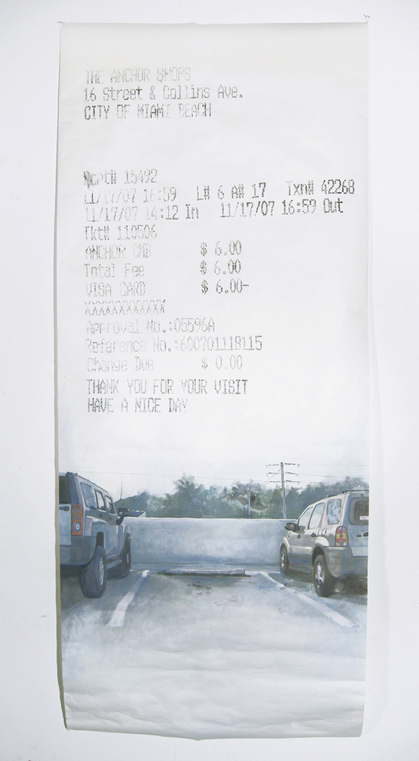 THE ANCHOR SHOPS
16 Street & Collins Ave.
CITY OF MIAMI BEACH
Rcpt# 15492
11/17/07 16:59 L# 6 A# 17 Txn# 42268
11/17/07 14:12 In 11/17/07 16:59 Out
Tkt# 110506
ANCHOR CHB $ 6.00
Total Fee $ 6.00
VISA CARD $ 6.00-
XXXXXXXXXXXX
Approval No.:05596A
Reference No.:600701118115
Change Due $ 0.00
THANK YOU FOR YOUR VISIT
HAVE A NICE DAY